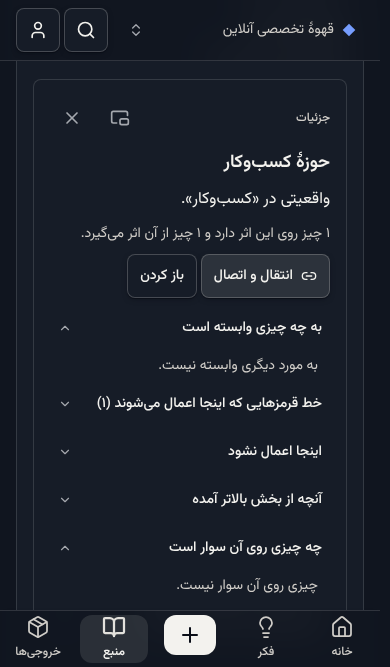 قهوهٔ تخصصی آنلاین
جزئیات
حوزهٔ کسب‌وکار
واقعیتی در «کسب‌وکار».
۱ چیز روی این اثر دارد و ۱ چیز از آن اثر می‌گیرد.
انتقال و اتصال
باز کردن
به چه چیزی وابسته است
به مورد دیگری وابسته نیست.
خط قرمزهایی که اینجا اعمال می‌شوند (۱)
اینجا اعمال نشود
آنچه از بخش بالاتر آمده
چه چیزی روی آن سوار است
چیزی روی آن سوار نیست.
خانه
فکر
منبع
خروجی‌ها